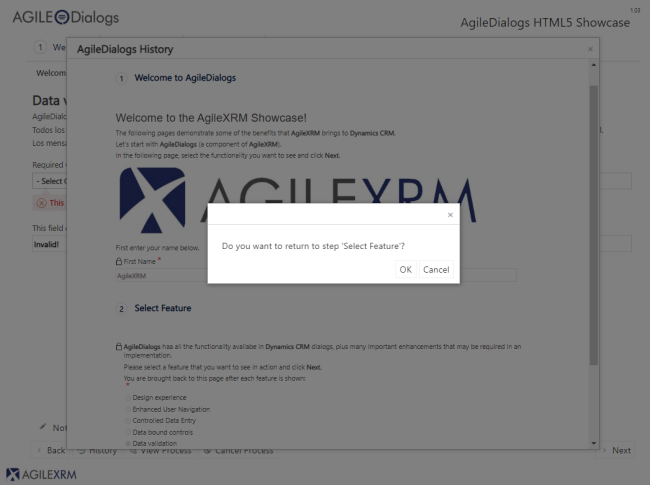 AGILE Dialogs
1.03
AgileDialogs HTML5 Showcase
1 We
AgileDialogs History
×
Welcom
1 Welcome to AgileDialogs
Data v
AgileDial
Todos los
Los mensa
Welcome to the AgileXRM Showcase!
The following pages demonstrate some of the benefits that AgileXRM brings to Dynamics CRM.
Let's start with AgileDialogs (a component of AgileXRM).
In the following page, select the functionality you want to see and click Next.
Required
- Select
This
AGILEXRM
×
Do you want to return to step 'Select Feature'?
OK Cancel
This field
Invalid!
First enter your name below.
First Name *
AgileXRM
2 Select Feature
AgileDialogs has all the functionality availabe in Dynamics CRM dialogs, plus many important enhancements that may be required in an
implementation.
Please select a feature that you want to see in action and click Next.
You are brought back to this page after each feature is shown:
*
Design experience
Enhanced User Navigation
Controlled Data Entry
Data bound controls
Data validation
Not
Back History View Process Cancel Process Next
AGILEXRM